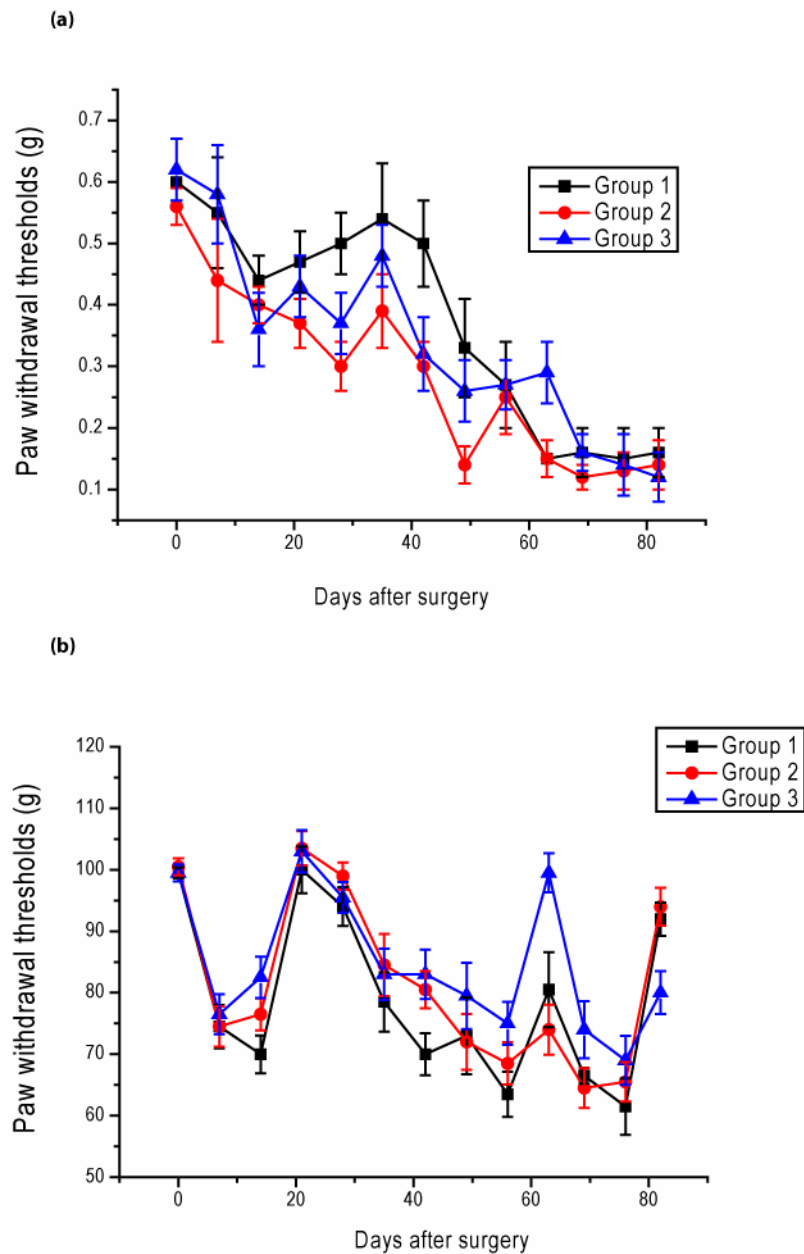 (a)
Paw withdrawal thresholds (g)
0.7
0.6
0.5
0.4
0.3
0.2
0.1
Group 1
Group 2
Group 3
0 20 40 60 80
Days after surgery
(b)
Paw withdrawal thresholds (g)
120
110
100
90
80
70
60
50
Group 1
Group 2
Group 3
0 20 40 60 80
Days after surgery